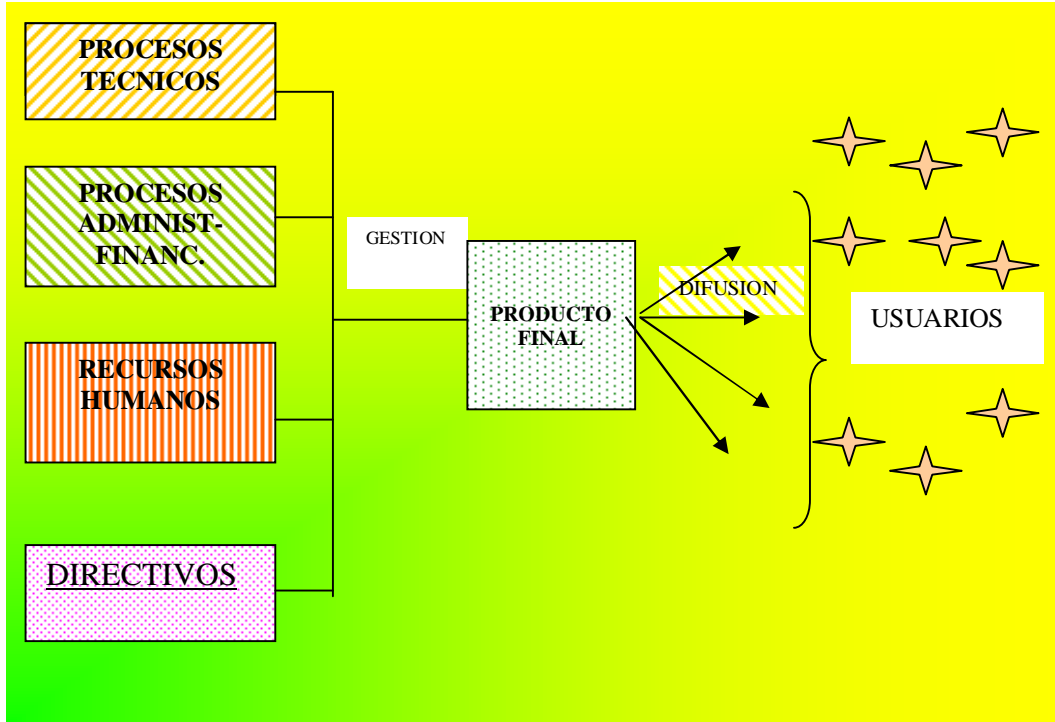 PROCESOS
TECNICOS
PROCESOS
ADMINIST-
FINANC.
RECURSOS
HUMANOS
DIRECTIVOS
GESTION
PRODUCTO
FINAL
DIFUSION
USUARIOS